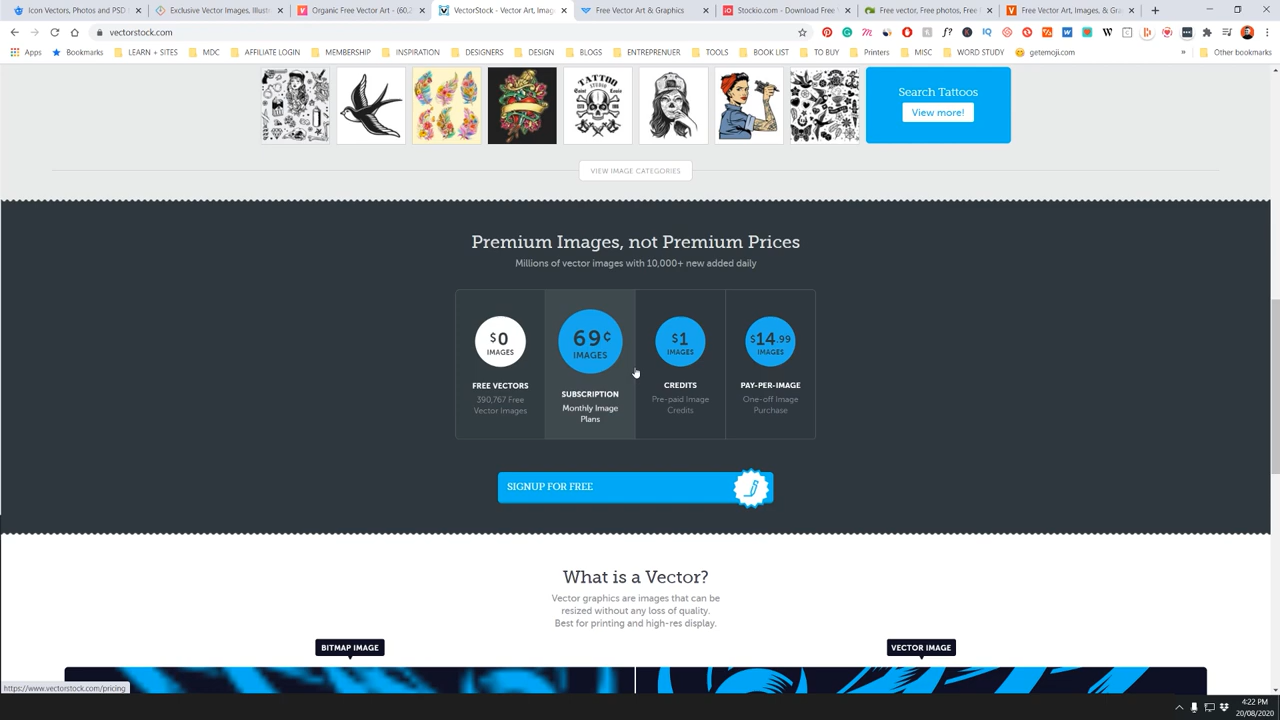 Icon Vectors, Photos and PSD
Exclusive Vector Images, Illust
Organic Free Vector Art - (60,2
VectorStock - Vector Art, Imag
Free Vector Art & Graphics
Stockio.com - Download Free
Free vector, Free photos, Free
Free Vector Art, Images, & Gra
vectorstock.com
Apps
Bookmarks
LEARN + SITES
MDC
AFFILIATE LOGIN
MEMBERSHIP
INSPIRATION
DESIGNERS
DESIGN
BLOGS
ENTREPRENUER
TOOLS
BOOK LIST
TO BUY
Printers
MISC
WORD STUDY
getemoji.com
»
Other bookmarks
TATTOO
STUDIO
Saint Louis
Search Tattoos
View more!
VIEW IMAGE CATEGORIES
Premium Images, not Premium Prices
Millions of vector images with 10,000+ new added daily
$0
IMAGES
FREE VECTORS
390,767 Free
Vector Images
69¢
IMAGES
SUBSCRIPTION
Monthly Image
Plans
$1
IMAGES
CREDITS
Pre-paid Image
Credits
$14.99
IMAGES
PAY-PER-IMAGE
One-off Image
Purchase
SIGNUP FOR FREE
What is a Vector?
Vector graphics are images that can be
resized without any loss of quality.
Best for printing and high-res display.
BITMAP IMAGE
VECTOR IMAGE
https://www.vectorstock.com/pricing
4:22 PM
20/08/2020